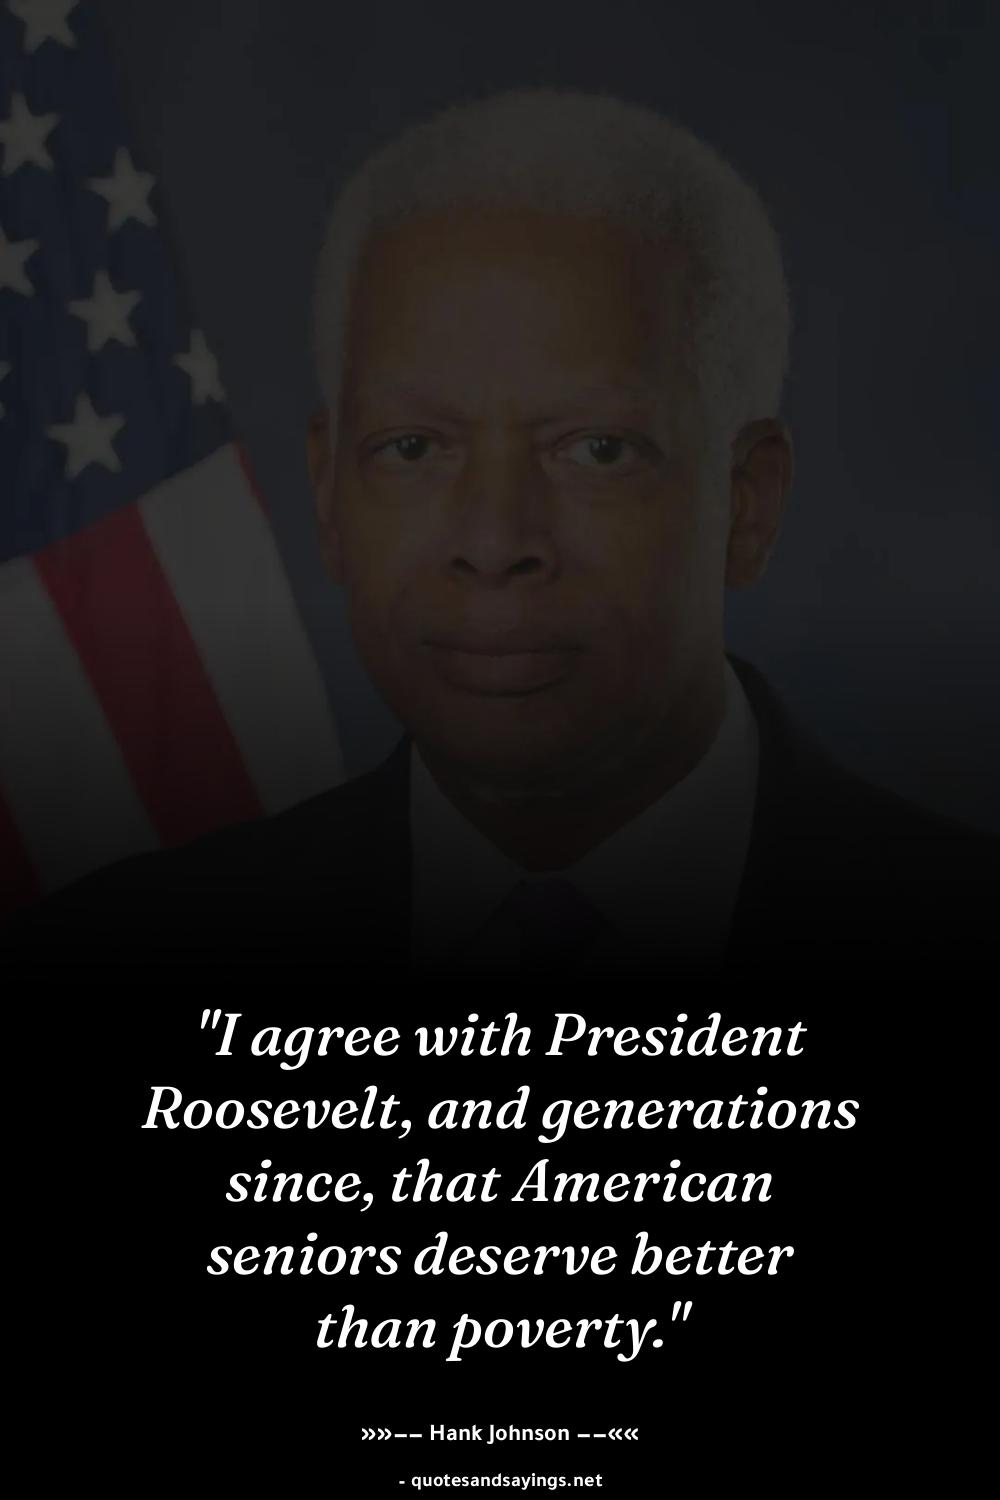 "I agree with President
Roosevelt, and generations
since, that American
seniors deserve better
than poverty."
»»–– Hank Johnson ––««
- quotesandsayings.net